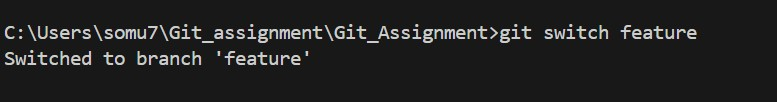 C:\Users\somu7\Git_assignment\Git_Assignment>git switch feature
Switched to branch 'feature'